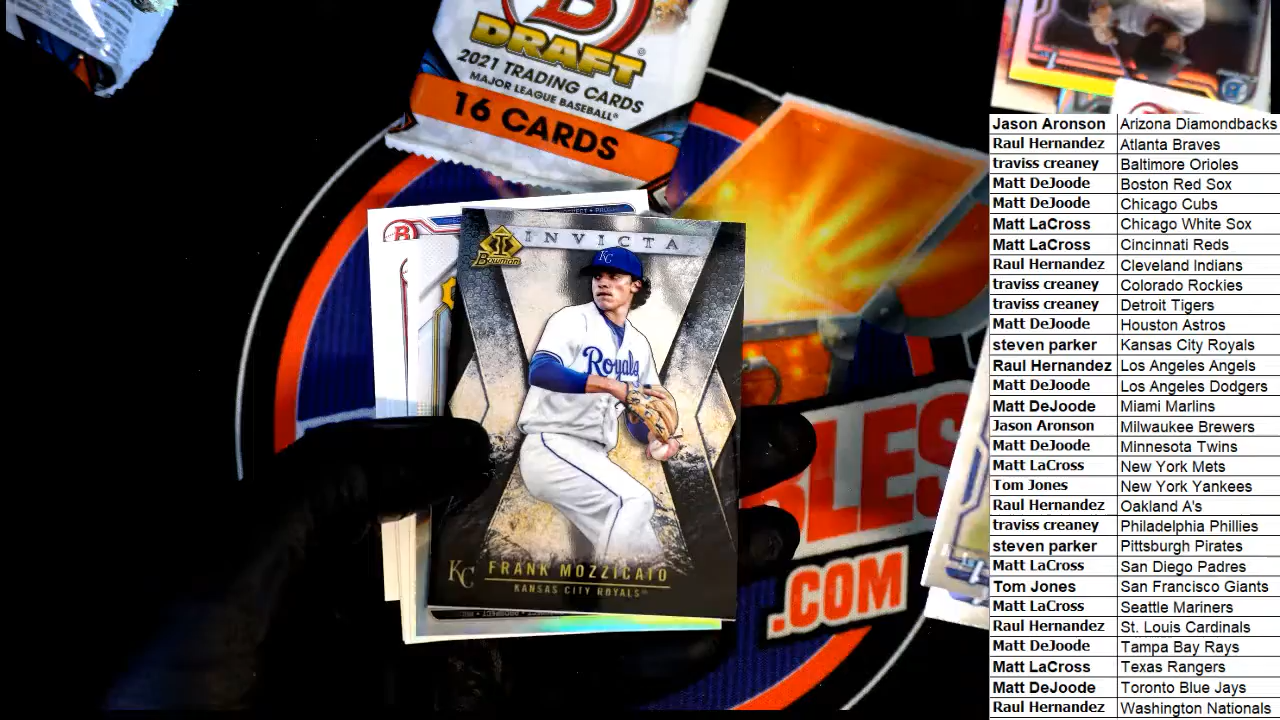 DRAFT
2021 TRADING CARDS
MAJOR LEAGUE BASEBALL®
16 CARDS
INVICTA
Bowman
KC
Royals
KC FRANK MOZZICATO
KANSAS CITY ROYALS®
BLES
.COM
Jason Aronson Arizona Diamondbacks
Raul Hernandez Atlanta Braves
traviss creaney Baltimore Orioles
Matt DeJoode Boston Red Sox
Matt DeJoode Chicago Cubs
Matt LaCross Chicago White Sox
Matt LaCross Cincinnati Reds
Raul Hernandez Cleveland Indians
traviss creaney Colorado Rockies
traviss creaney Detroit Tigers
Matt DeJoode Houston Astros
steven parker Kansas City Royals
Raul Hernandez Los Angeles Angels
Matt DeJoode Los Angeles Dodgers
Matt DeJoode Miami Marlins
Jason Aronson Milwaukee Brewers
Matt DeJoode Minnesota Twins
Matt LaCross New York Mets
Tom Jones New York Yankees
Raul Hernandez Oakland A's
traviss creaney Philadelphia Phillies
steven parker Pittsburgh Pirates
Matt LaCross San Diego Padres
Tom Jones San Francisco Giants
Matt LaCross Seattle Mariners
Raul Hernandez St. Louis Cardinals
Matt DeJoode Tampa Bay Rays
Matt LaCross Texas Rangers
Matt DeJoode Toronto Blue Jays
Raul Hernandez Washington Nationals